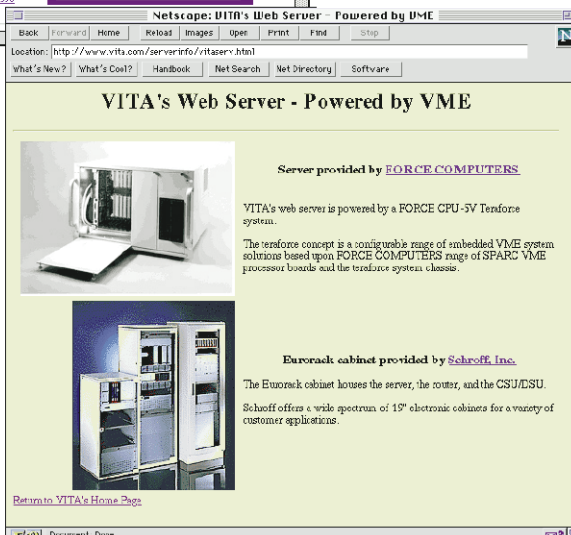 Netscape: VITA's Web Server - Powered by VME
Back Forward Home Reload Images Open Print Find Stop
Location: http://www.vita.com/serverinfo/vitaserv.html
What's New? What's Cool? Handbook Net Search Net Directory Software
VITA's Web Server - Powered by VME
Server provided by FORCE COMPUTERS
VITA's web server is powered by a FORCE CPU-5V Teraforce
system.
The teraforce concept is a configurable range of embedded VME system
solutions based upon FORCE COMPUTERS range of SPARC VME
processor boards and the teraforce system chassis.
Eurorack cabinet provided by Schroff, Inc.
The Eurorack cabinet houses the server, the router, and the CSU/DSU.
Schroff offers a wide spectrum of 19" electronic cabinets for a variety of
customer applications.
Return to VITA's Home Page
Document: Done